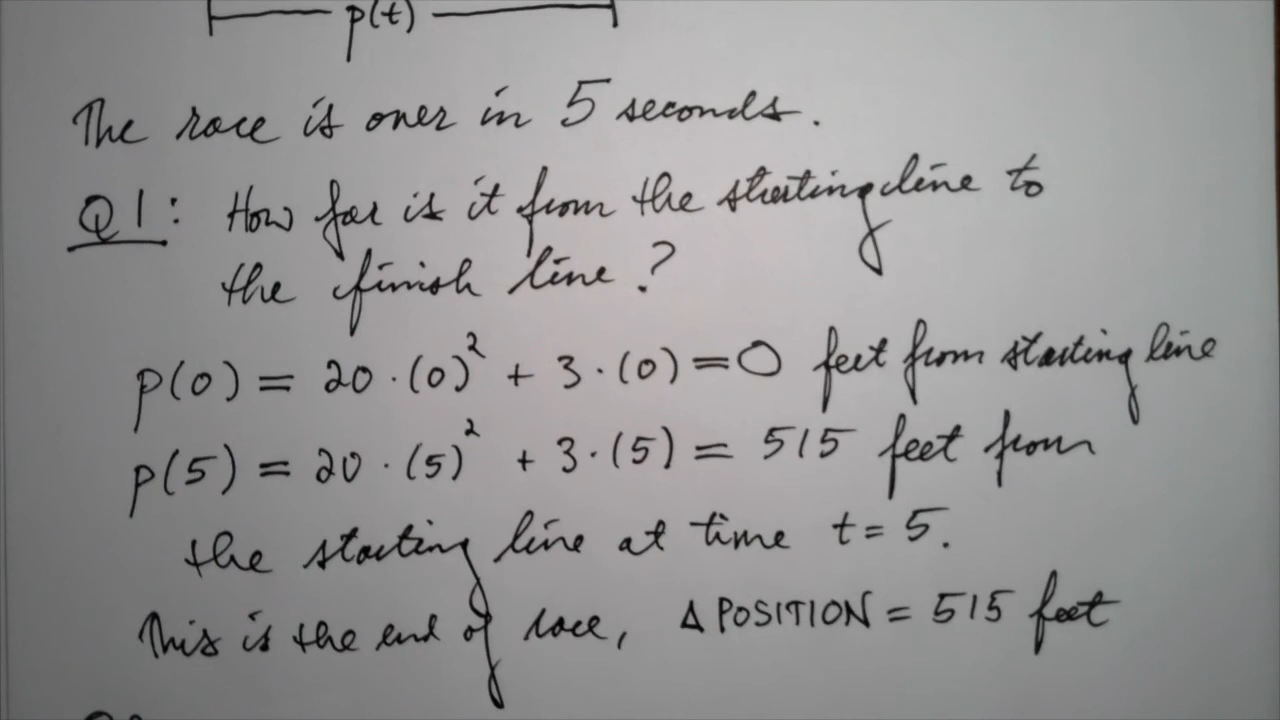 p(t)
The race is over in 5 seconds.
Q1: How far is it from the starting line to
the finish line?
p(0) = 20·(0)² + 3·(0) = 0 feet from starting line
p(5) = 20·(5)² + 3·(5) = 515 feet from
the starting line at time t = 5.
This is the end of race, Δ POSITION = 515 feet